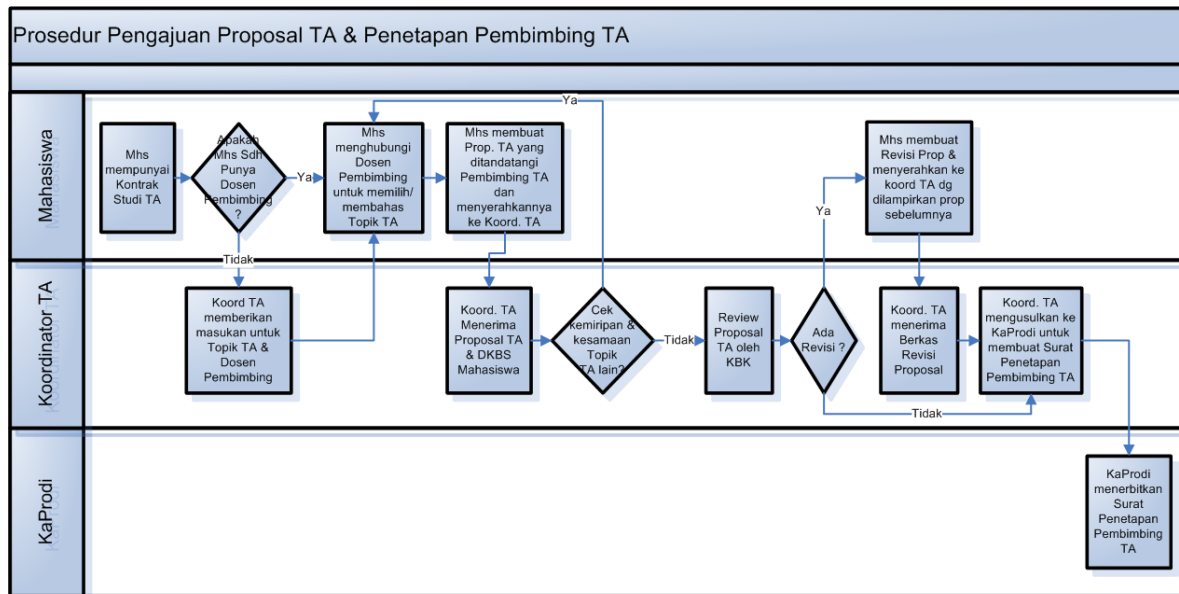 Prosedur Pengajuan Proposal TA & Penetapan Pembimbing TA
Mahasiswa
Mhs
mempunyai
Kontrak
Studi TA
Apakah
Mhs Sdh
Punya
Dosen
Pembimbing
?
Ya
Tidak
Mhs
menghubungi
Dosen
Pembimbing
untuk memilih/
membahas
Topik TA
Mhs membuat
Prop. TA yang
ditandatangi
Pembimbing TA
dan
menyerahkannya
ke Koord. TA
Ya
Mhs membuat
Revisi Prop &
menyerahkan ke
koord TA dg
dilampirkan prop
sebelumnya
Ya
Koordinator TA
Koord TA
memberikan
masukan untuk
Topik TA &
Dosen
Pembimbing
Koord. TA
Menerima
Proposal TA
& DKBS
Mahasiswa
Cek
kemiripan &
kesamaan
Topik
TA lain?
Tidak
Review
Proposal
TA oleh
KBK
Ada
Revisi ?
Tidak
Koord. TA
menerima
Berkas
Revisi
Proposal
Koord. TA
mengusulkan ke
KaProdi untuk
membuat Surat
Penetapan
Pembimbing TA
KaProdi
KaProdi
menerbitkan
Surat
Penetapan
Pembimbing
TA